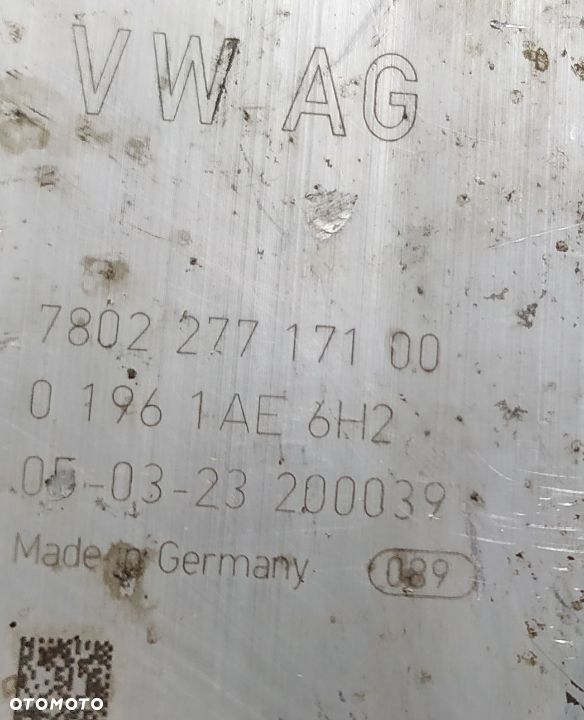 VW AG
7802 277 171 00
0 196 1AE 6H2
05-03-23 200039
Made in Germany 089
OTOMOTO